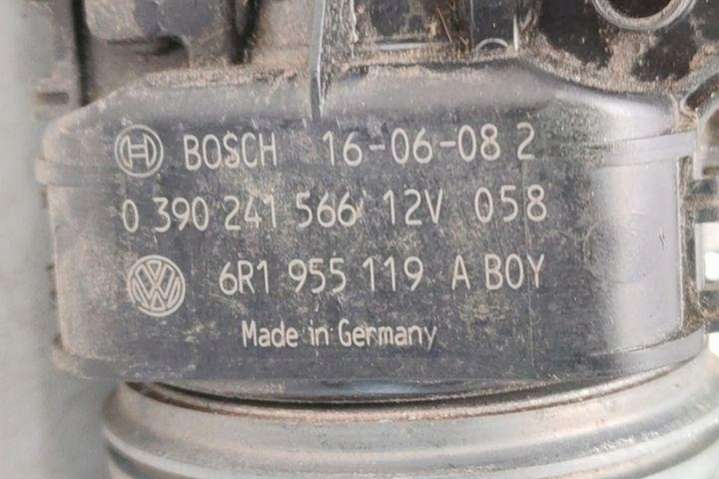 BOSCH 16-06-08 2
0 390 241 566 12V 058
6R1 955 119 A BOY
Made in Germany